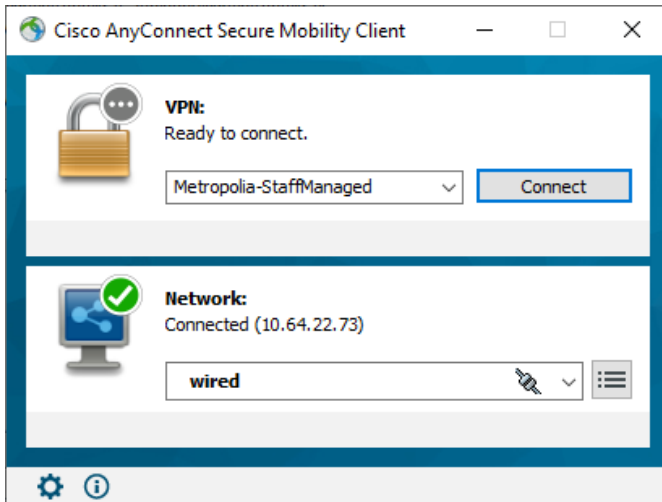 Cisco AnyConnect Secure Mobility Client
VPN:
Ready to connect.
Metropolia-StaffManaged
Connect
Network:
Connected (10.64.22.73)
wired